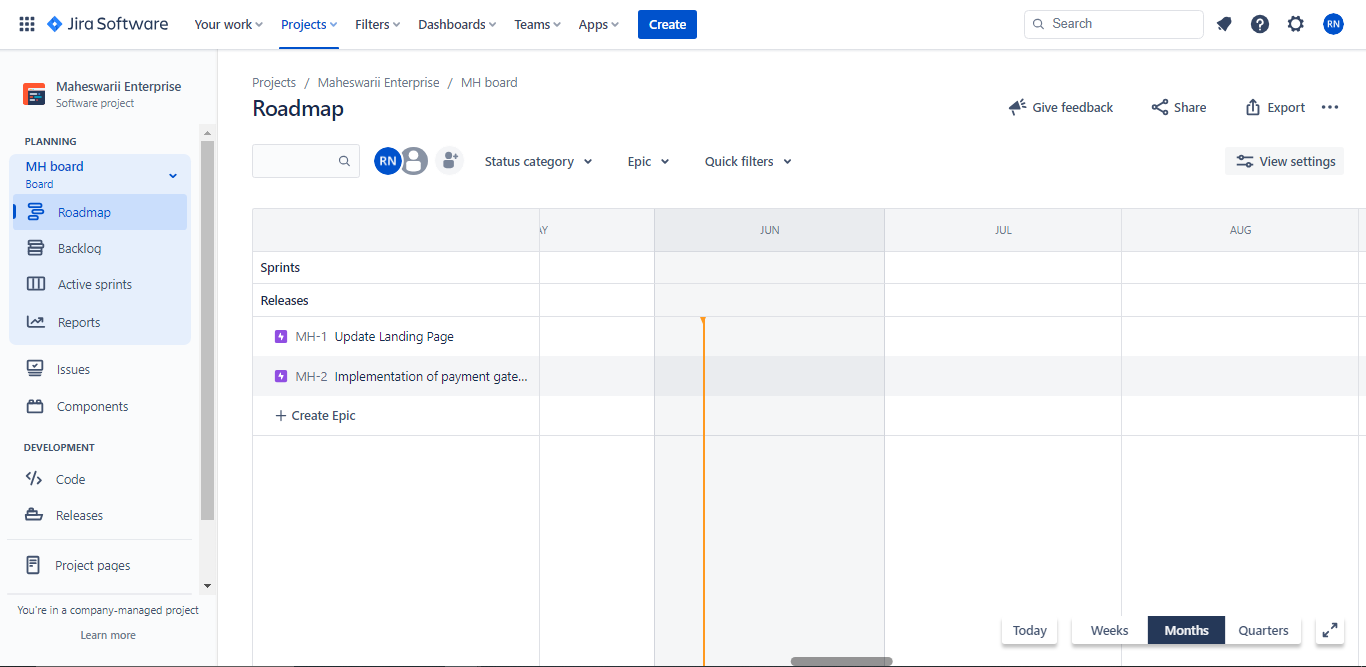 Jira Software
Your work
Projects
Filters
Dashboards
Teams
Apps
Create
Search
RN
Maheswarii Enterprise
Software project
PLANNING
MH board
Board
Roadmap
Backlog
Active sprints
Reports
Issues
Components
DEVELOPMENT
Code
Releases
Project pages
You're in a company-managed project
Learn more
Projects / Maheswarii Enterprise / MH board
Roadmap
Give feedback
Share
Export
RN
Status category
Epic
Quick filters
View settings
JUN
JUL
AUG
Sprints
Releases
MH-1 Update Landing Page
MH-2 Implementation of payment gate...
+ Create Epic
Today
Weeks
Months
Quarters